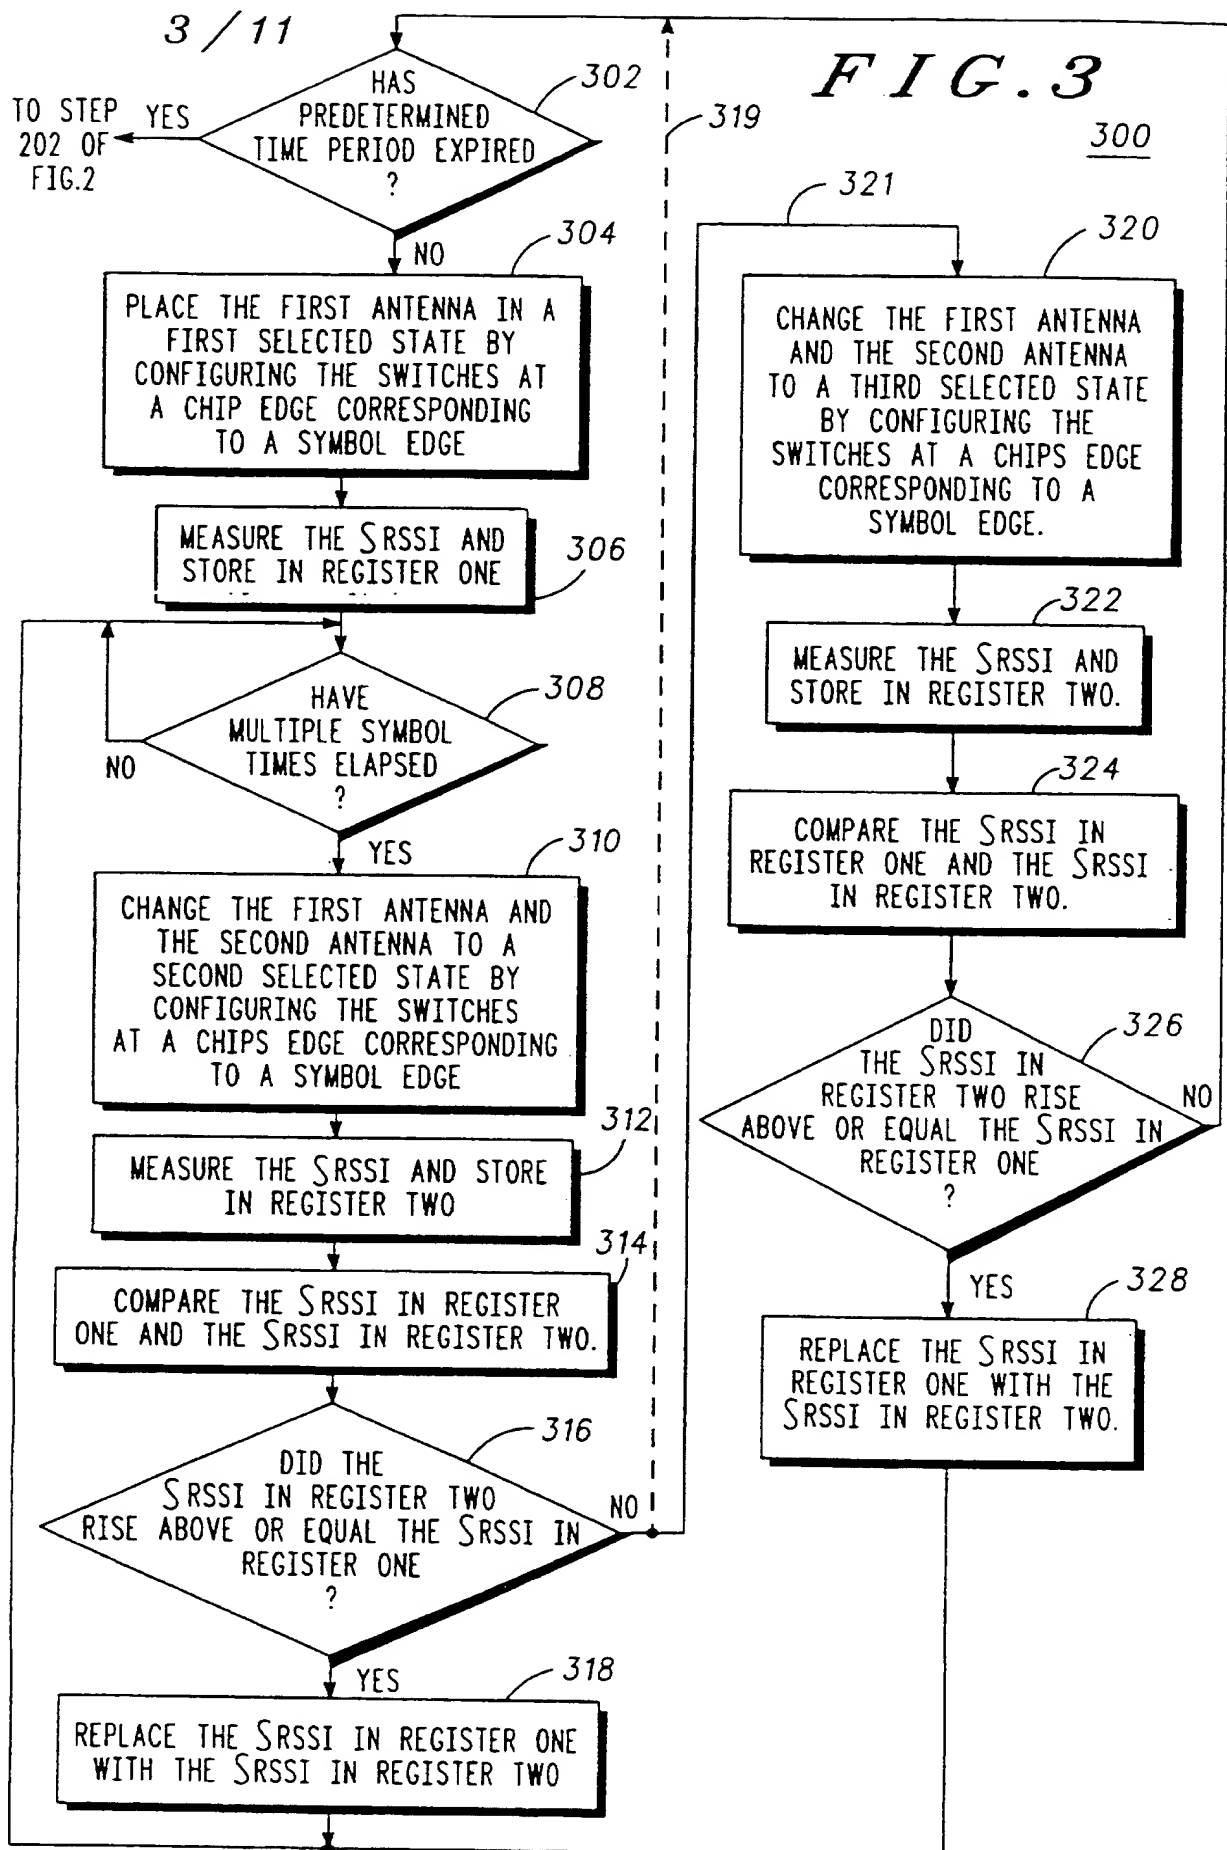 3/11
FIG.3
300
HAS
PREDETERMINED
TIME PERIOD EXPIRED
?
302
YES
TO STEP
202 OF
FIG.2
NO
304
PLACE THE FIRST ANTENNA IN A
FIRST SELECTED STATE BY
CONFIGURING THE SWITCHES AT
A CHIP EDGE CORRESPONDING
TO A SYMBOL EDGE
MEASURE THE SRSSI AND
STORE IN REGISTER ONE
306
HAVE
MULTIPLE SYMBOL
TIMES ELAPSED
?
308
NO
YES
310
CHANGE THE FIRST ANTENNA AND
THE SECOND ANTENNA TO A
SECOND SELECTED STATE BY
CONFIGURING THE SWITCHES
AT A CHIPS EDGE CORRESPONDING
TO A SYMBOL EDGE
312
MEASURE THE SRSSI AND STORE
IN REGISTER TWO
314
COMPARE THE SRSSI IN REGISTER
ONE AND THE SRSSI IN REGISTER TWO.
316
DID THE
SRSSI IN REGISTER TWO
RISE ABOVE OR EQUAL THE SRSSI IN
REGISTER ONE
?
NO
YES
318
REPLACE THE SRSSI IN REGISTER ONE
WITH THE SRSSI IN REGISTER TWO
319
321
320
CHANGE THE FIRST ANTENNA
AND THE SECOND ANTENNA
TO A THIRD SELECTED STATE
BY CONFIGURING THE
SWITCHES AT A CHIPS EDGE
CORRESPONDING TO A
SYMBOL EDGE.
322
MEASURE THE SRSSI AND
STORE IN REGISTER TWO.
324
COMPARE THE SRSSI IN
REGISTER ONE AND THE SRSSI
IN REGISTER TWO.
326
DID
THE SRSSI IN
REGISTER TWO RISE
ABOVE OR EQUAL THE SRSSI IN
REGISTER ONE
?
NO
YES
328
REPLACE THE SRSSI IN
REGISTER ONE WITH THE
SRSSI IN REGISTER TWO.